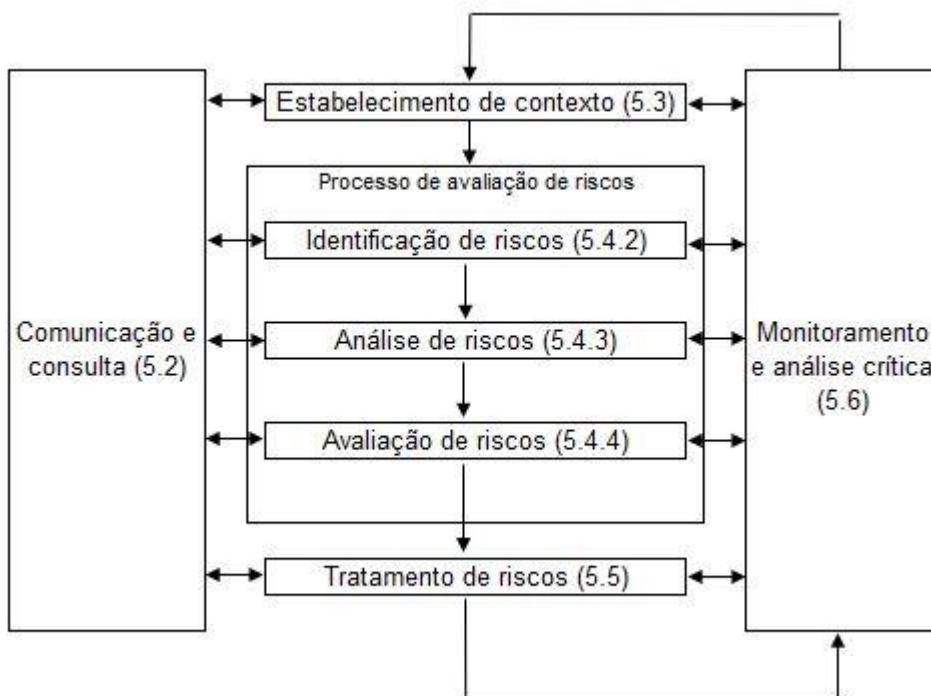 Estabelecimento de contexto (5.3)
Processo de avaliação de riscos
Identificação de riscos (5.4.2)
Análise de riscos (5.4.3)
Avaliação de riscos (5.4.4)
Tratamento de riscos (5.5)
Comunicação e
consulta (5.2)
Monitoramento
e análise crítica
(5.6)